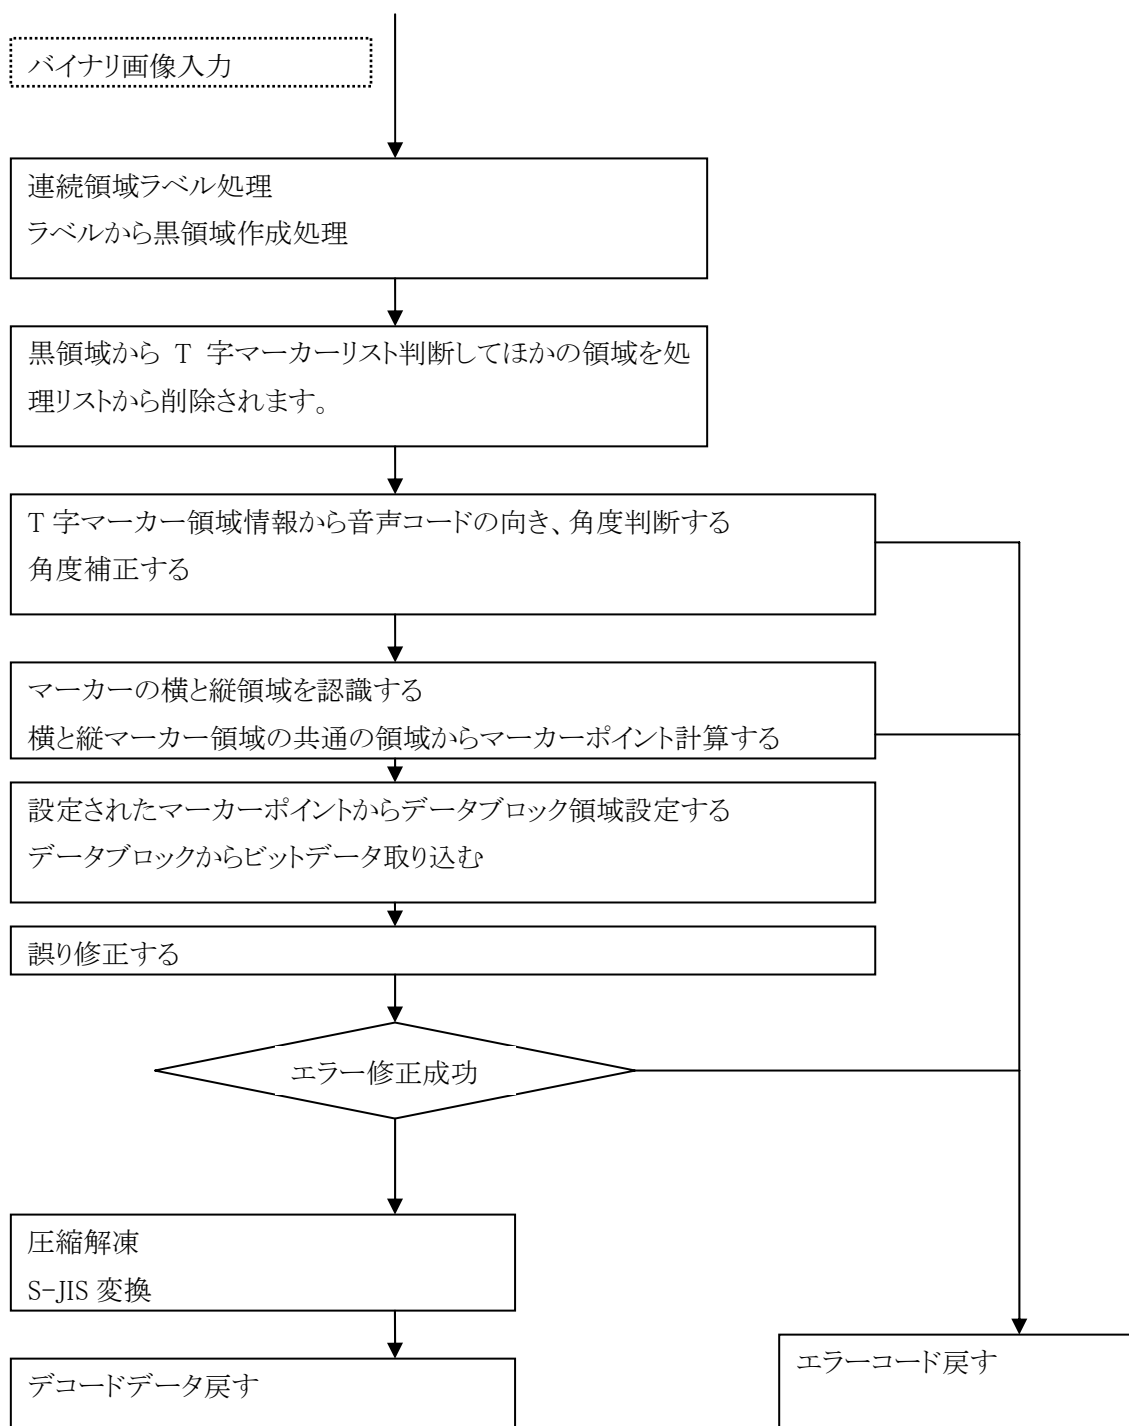 バイナリ画像入力
連続領域ラベル処理
ラベルから黒領域作成処理
黒領域から T 字マーカーリスト判断してほかの領域を処
理リストから削除されます。
T 字マーカー領域情報から音声コードの向き、角度判断する
角度補正する
マーカーの横と縦領域を認識する
横と縦マーカー領域の共通の領域からマーカーポイント計算する
設定されたマーカーポイントからデータブロック領域設定する
データブロックからビットデータ取り込む
誤り修正する
エラー修正成功
圧縮解凍
S-JIS 変換
エラーコード戻す
デコードデータ戻す